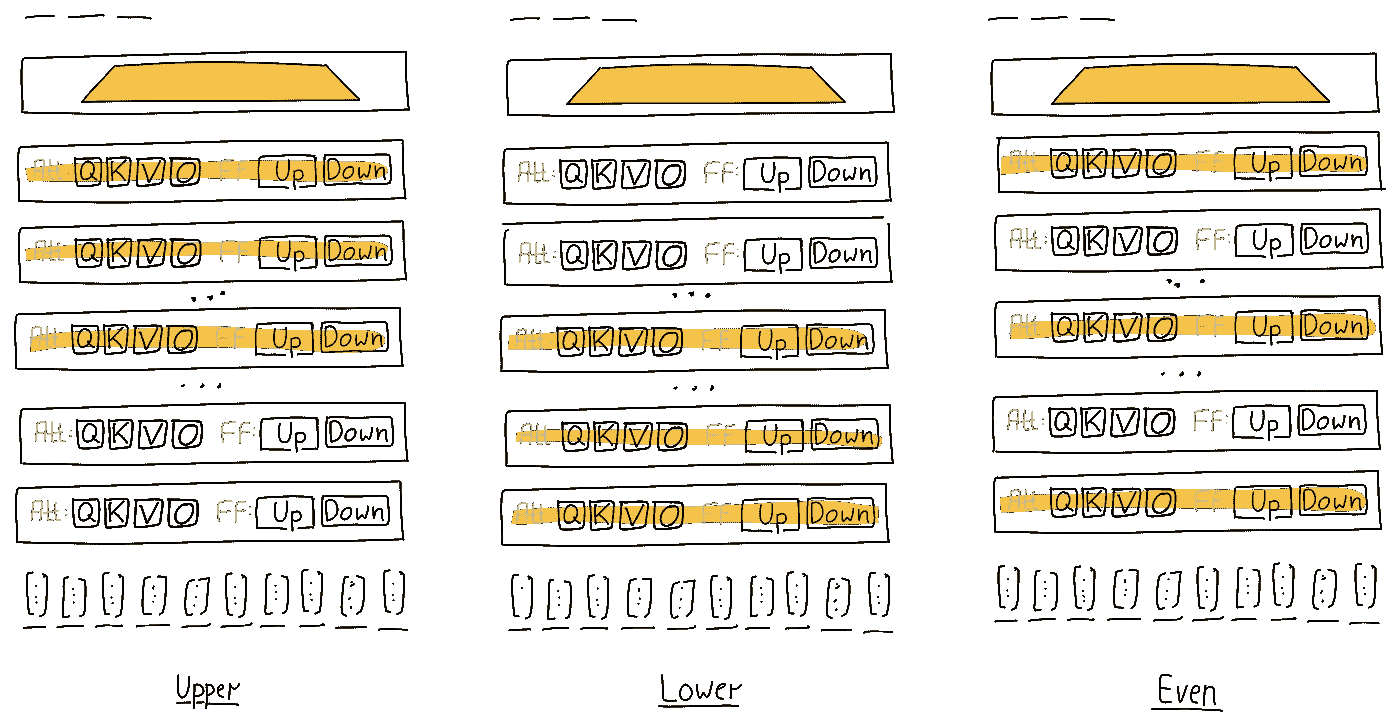 Att: Q K V O FF: Up Down
Att: Q K V O FF: Up Down
...
Att: Q K V O FF: Up Down
...
Att: Q K V O FF: Up Down
Att: Q K V O FF: Up Down
Upper
Att: Q K V O FF: Up Down
Att: Q K V O FF: Up Down
...
Att: Q K V O FF: Up Down
...
Att: Q K V O FF: Up Down
Att: Q K V O FF: Up Down
Lower
Att: Q K V O FF: Up Down
Att: Q K V O FF: Up Down
...
Att: Q K V O FF: Up Down
...
Att: Q K V O FF: Up Down
Att: Q K V O FF: Up Down
Even